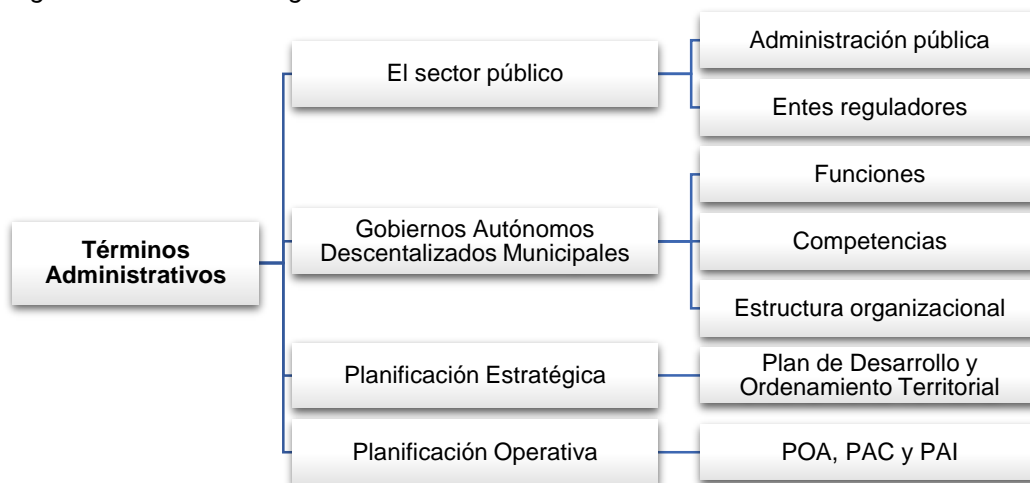 El sector público
Administración pública
Entes reguladores
Términos
Administrativos
Gobiernos Autónomos
Descentalizados Municipales
Funciones
Competencias
Estructura organizacional
Planificación Estratégica
Plan de Desarrollo y
Ordenamiento Territorial
Planificación Operativa
POA, PAC y PAI